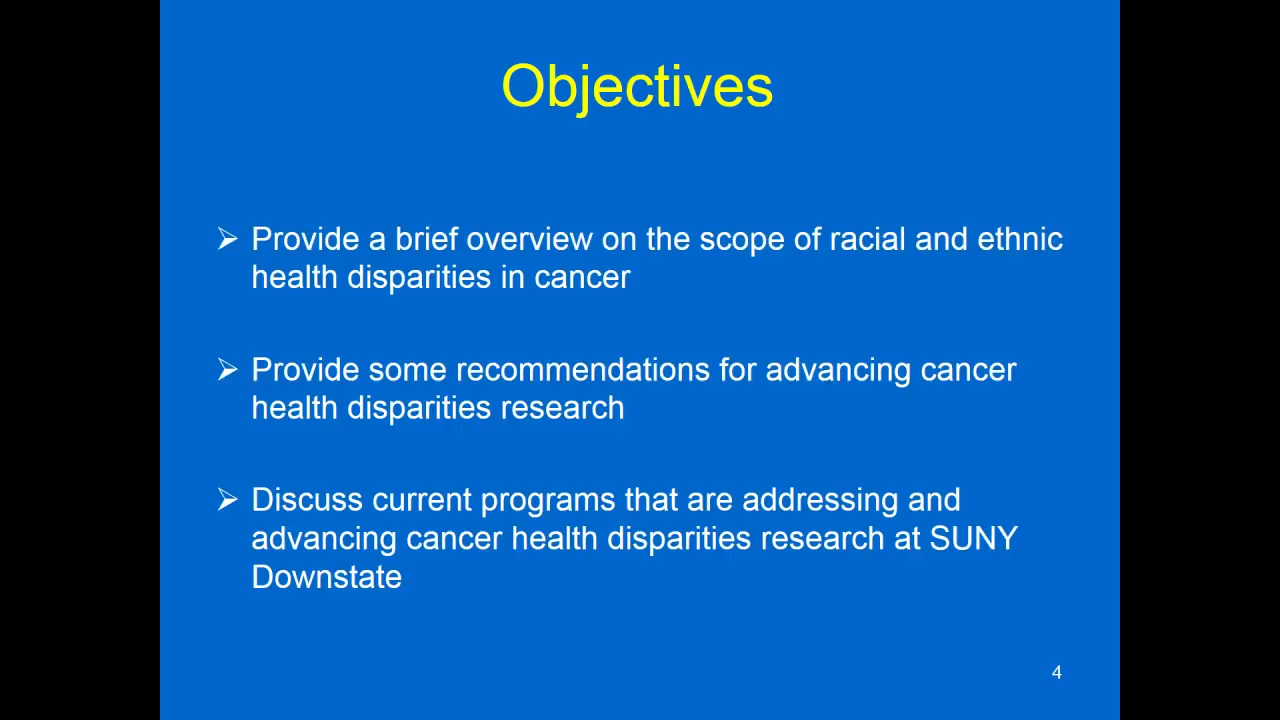 Objectives
➢ Provide a brief overview on the scope of racial and ethnic
health disparities in cancer
➢ Provide some recommendations for advancing cancer
health disparities research
➢ Discuss current programs that are addressing and
advancing cancer health disparities research at SUNY
Downstate
4